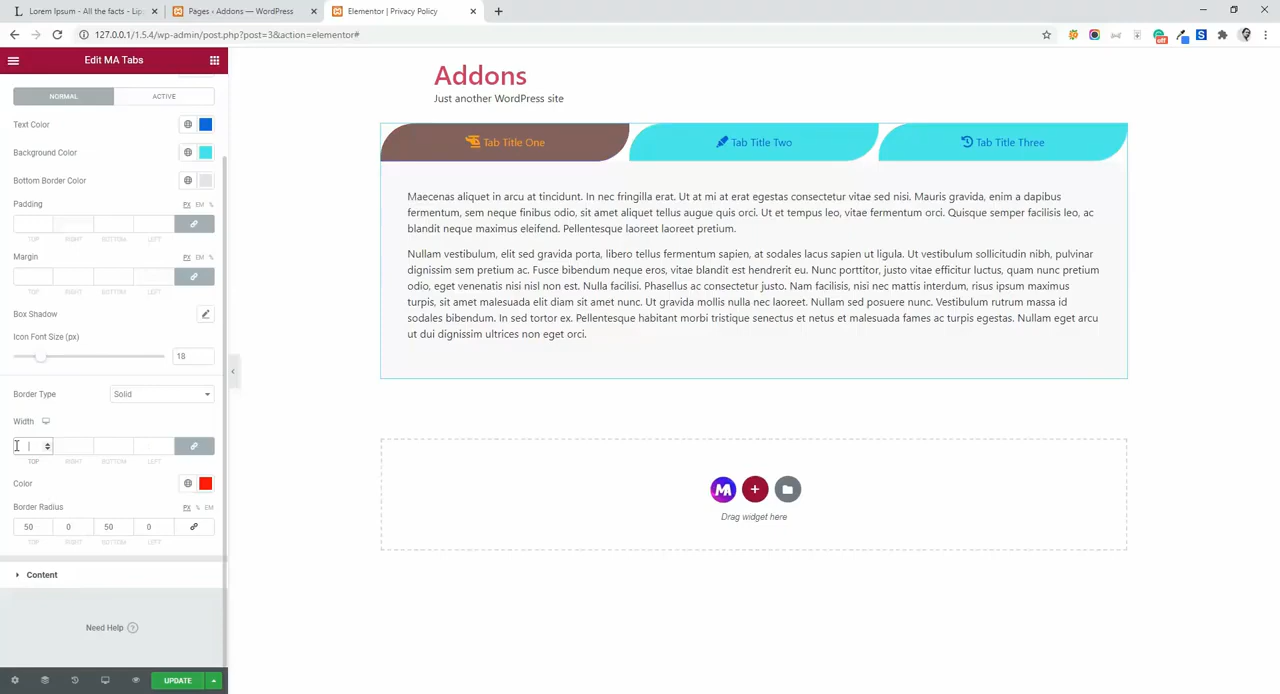 Lorem Ipsum - All the facts - Lip
Pages ‹ Addons — WordPress
Elementor | Privacy Policy
127.0.0.1/1.5.4/wp-admin/post.php?post=3&action=elementor#
off
S
Edit MA Tabs
NORMAL
ACTIVE
Text Color
Background Color
Bottom Border Color
Padding
PX EM %
TOP RIGHT BOTTOM LEFT
Margin
PX EM %
TOP RIGHT BOTTOM LEFT
Box Shadow
Icon Font Size (px)
18
Border Type
Solid
Width
TOP RIGHT BOTTOM LEFT
Color
Border Radius
PX % EM
50 0 50 0
TOP RIGHT BOTTOM LEFT
Content
Need Help
UPDATE
Addons
Just another WordPress site
Tab Title One
Tab Title Two
Tab Title Three
Maecenas aliquet in arcu at tincidunt. In nec fringilla erat. Ut at mi at erat egestas consectetur vitae sed nisi. Mauris gravida, enim a dapibus
fermentum, sem neque finibus odio, sit amet aliquet tellus augue quis orci. Ut et tempus leo, vitae fermentum orci. Quisque semper facilisis leo, ac
blandit neque maximus eleifend. Pellentesque laoreet laoreet pretium.
Nullam vestibulum, elit sed gravida porta, libero tellus fermentum sapien, at sodales lacus sapien ut ligula. Ut vestibulum sollicitudin nibh, pulvinar
dignissim sem pretium ac. Fusce bibendum neque eros, vitae blandit est hendrerit eu. Nunc porttitor, justo vitae efficitur luctus, quam nunc pretium
odio, eget venenatis nisi nisl non est. Nulla facilisi. Phasellus ac consectetur justo. Nam facilisis, nisi nec mattis interdum, risus ipsum maximus
turpis, sit amet malesuada elit diam sit amet nunc. Ut gravida mollis nulla nec laoreet. Nullam sed posuere nunc. Vestibulum rutrum massa id
sodales bibendum. In sed tortor ex. Pellentesque habitant morbi tristique senectus et netus et malesuada fames ac turpis egestas. Nullam eget arcu
ut dui dignissim ultrices non eget orci.
Drag widget here